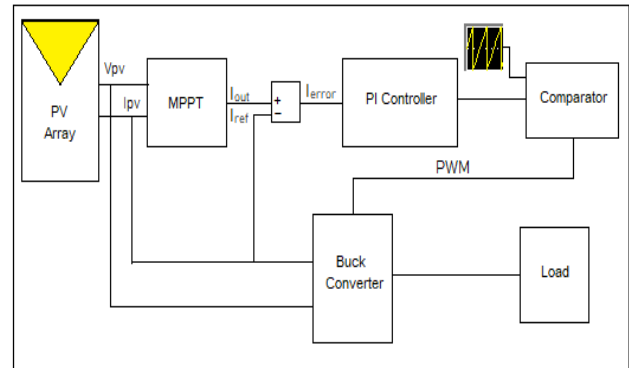 Vpv
Ipv
PV
Array
MPPT
Iout
Iref
+
−
Ierror
PI Controller
Comparator
PWM
Buck
Converter
Load